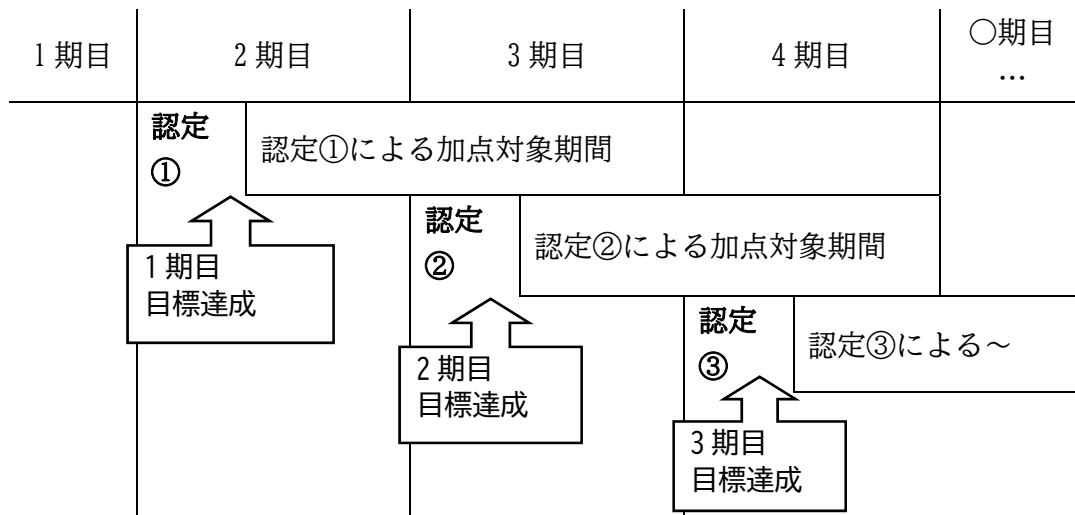 1期目
2期目
3期目
4期目
〇期目
…
認定
①
認定①による加点対象期間
1期目
目標達成
認定
②
認定②による加点対象期間
2期目
目標達成
認定
③
認定③による～
3期目
目標達成